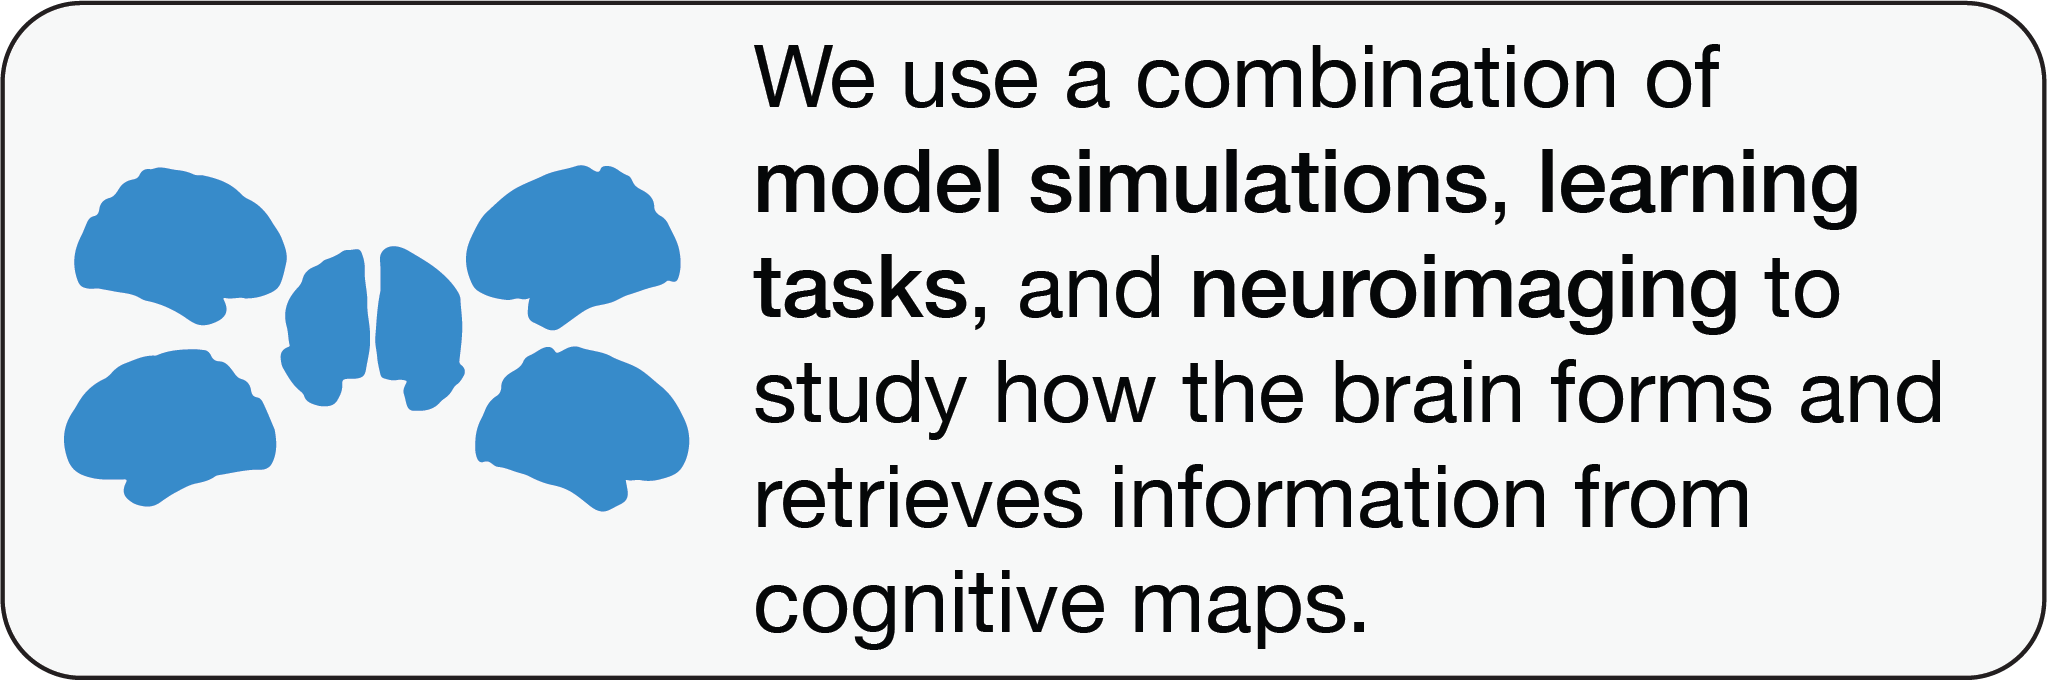 We use a combination of
model simulations, learning
tasks, and neuroimaging to
study how the brain forms and
retrieves information from
cognitive maps.